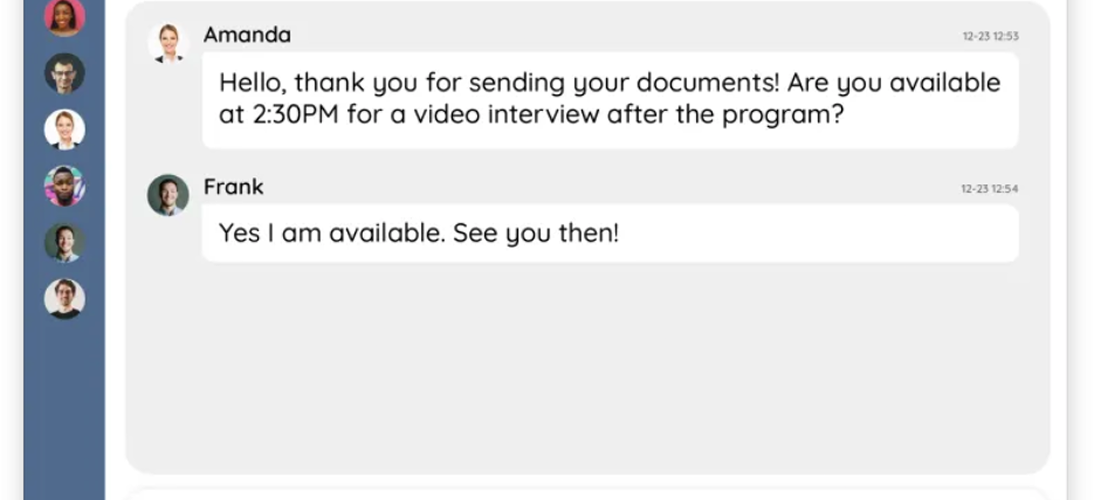 Amanda
12-23 12:53
Hello, thank you for sending your documents! Are you available
at 2:30PM for a video interview after the program?
Frank
12-23 12:54
Yes I am available. See you then!